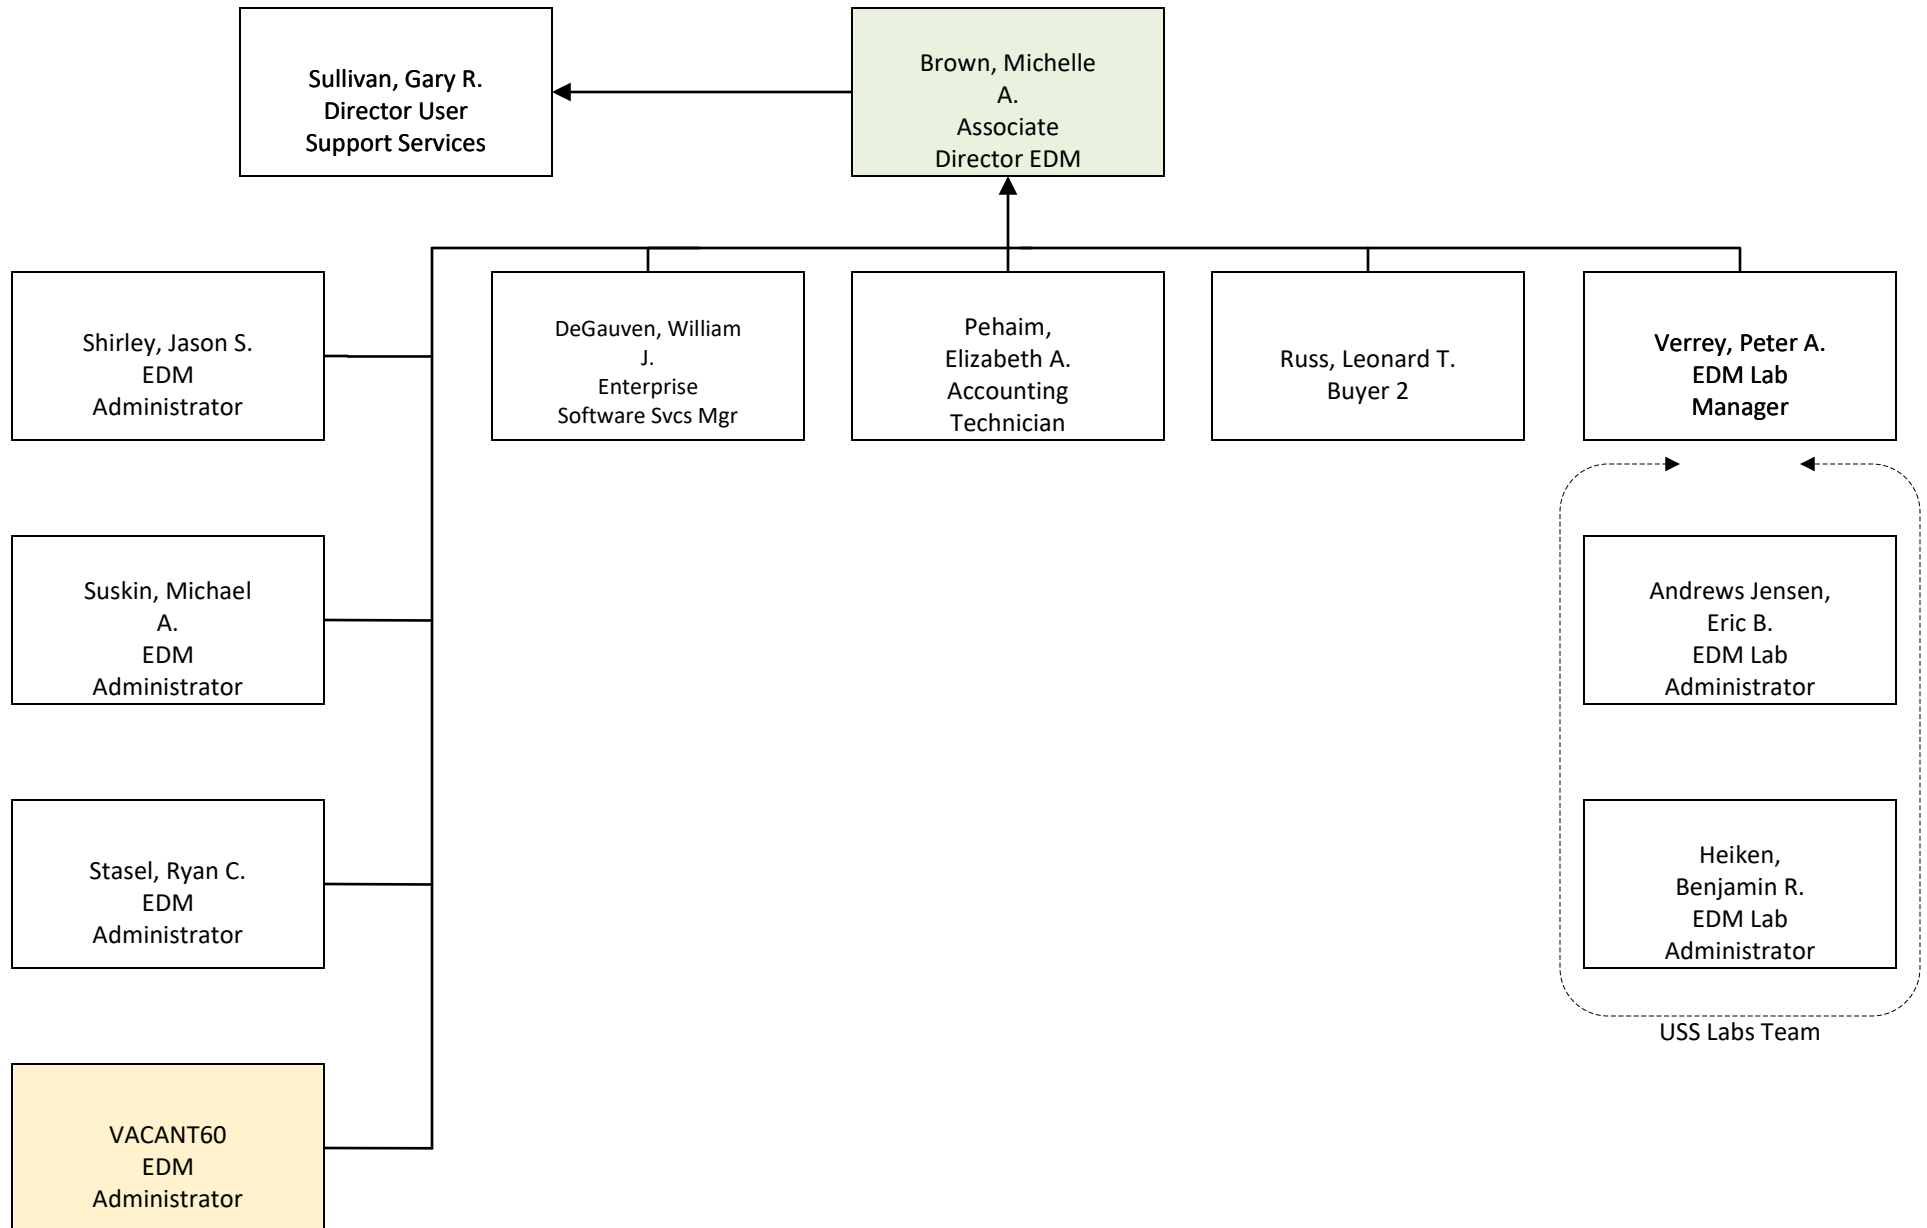 Sullivan, Gary R.
Director User
Support Services
Brown, Michelle
A.
Associate
Director EDM
Shirley, Jason S.
EDM
Administrator
DeGauven, William
J.
Enterprise
Software Svcs Mgr
Pehaim,
Elizabeth A.
Accounting
Technician
Russ, Leonard T.
Buyer 2
Verrey, Peter A.
EDM Lab
Manager
Suskin, Michael
A.
EDM
Administrator
Andrews Jensen,
Eric B.
EDM Lab
Administrator
Stasel, Ryan C.
EDM
Administrator
Heiken,
Benjamin R.
EDM Lab
Administrator
USS Labs Team
VACANT60
EDM
Administrator